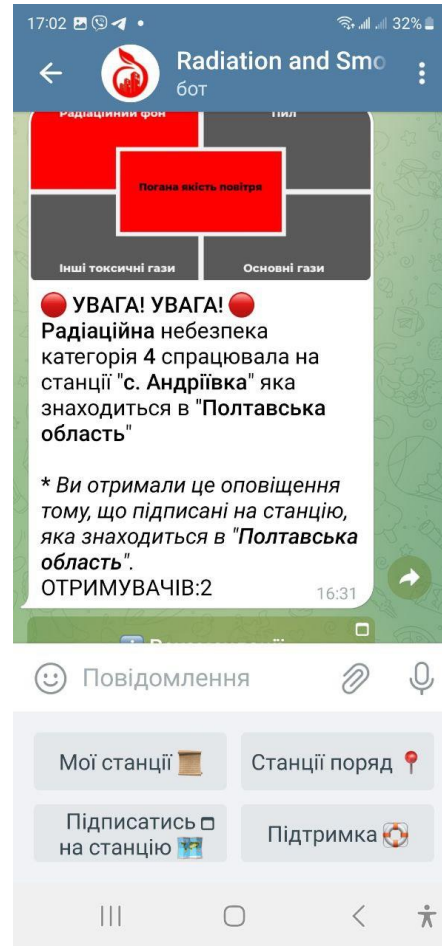 17:02
32%
Radiation and Smo
бот
Радіаційний фон
Пил
Погана якість повітря
Інші токсичні гази
Основні гази
УВАГА! УВАГА!
Радіаційна небезпека
категорія 4 спрацювала на
станції "с. Андріївка" яка
знаходиться в "Полтавська
область"
* Ви отримали це оповіщення
тому, що підписані на станцію,
яка знаходиться в "Полтавська
область".
ОТРИМУВАЧІВ:2
16:31
Повідомлення
Мої станції
Станції поряд
Підписатись
на станцію
Підтримка